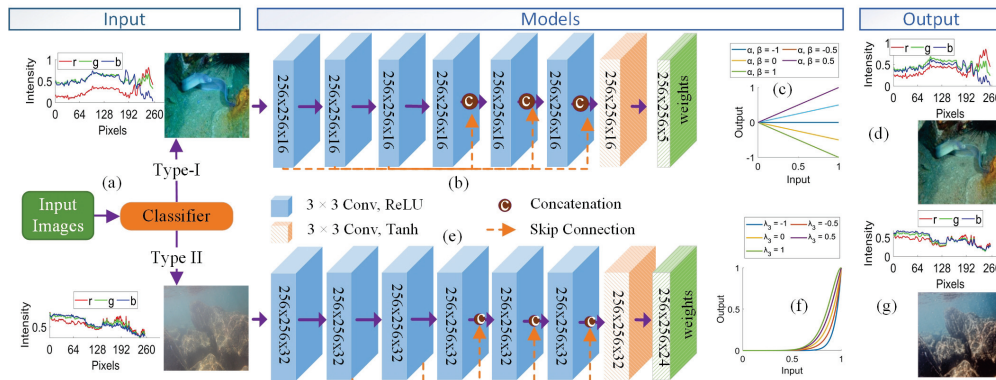 Input
Models
Output
r g b
Intensity
1
0.5
0
0 64 128 192 260
Pixels
(a)
Type-I
Input Images
Classifier
Type II
r g b
Intensity
0.5
0 64 128 192 260
Pixels
256x256x16
256x256x16
256x256x16
256x256x16
256x256x16
256x256x16
256x256x16
256x256x5
weights
C
C
C
(b)
3 × 3 Conv, ReLU
3 × 3 Conv, Tanh
C Concatenation
Skip Connection
(e)
256x256x32
256x256x32
256x256x32
256x256x32
256x256x32
256x256x32
256x256x32
256x256x24
weights
C
C
C
α, β = -1
α, β = -0.5
α, β = 0
α, β = 0.5
α, β = 1
(c)
Output
1
0
-1
0 0.5 1
Input
λ3 = -1
λ3 = -0.5
λ3 = 0
λ3 = 0.5
λ3 = 1
Output
1
0.5
0
0 0.5 1
Input
(f)
r g b
Intensity
1
0.5
0
0 64 128 192 260
Pixels
(d)
r g b
Intensity
0.5
0
0 64 128 192 260
Pixels
(g)